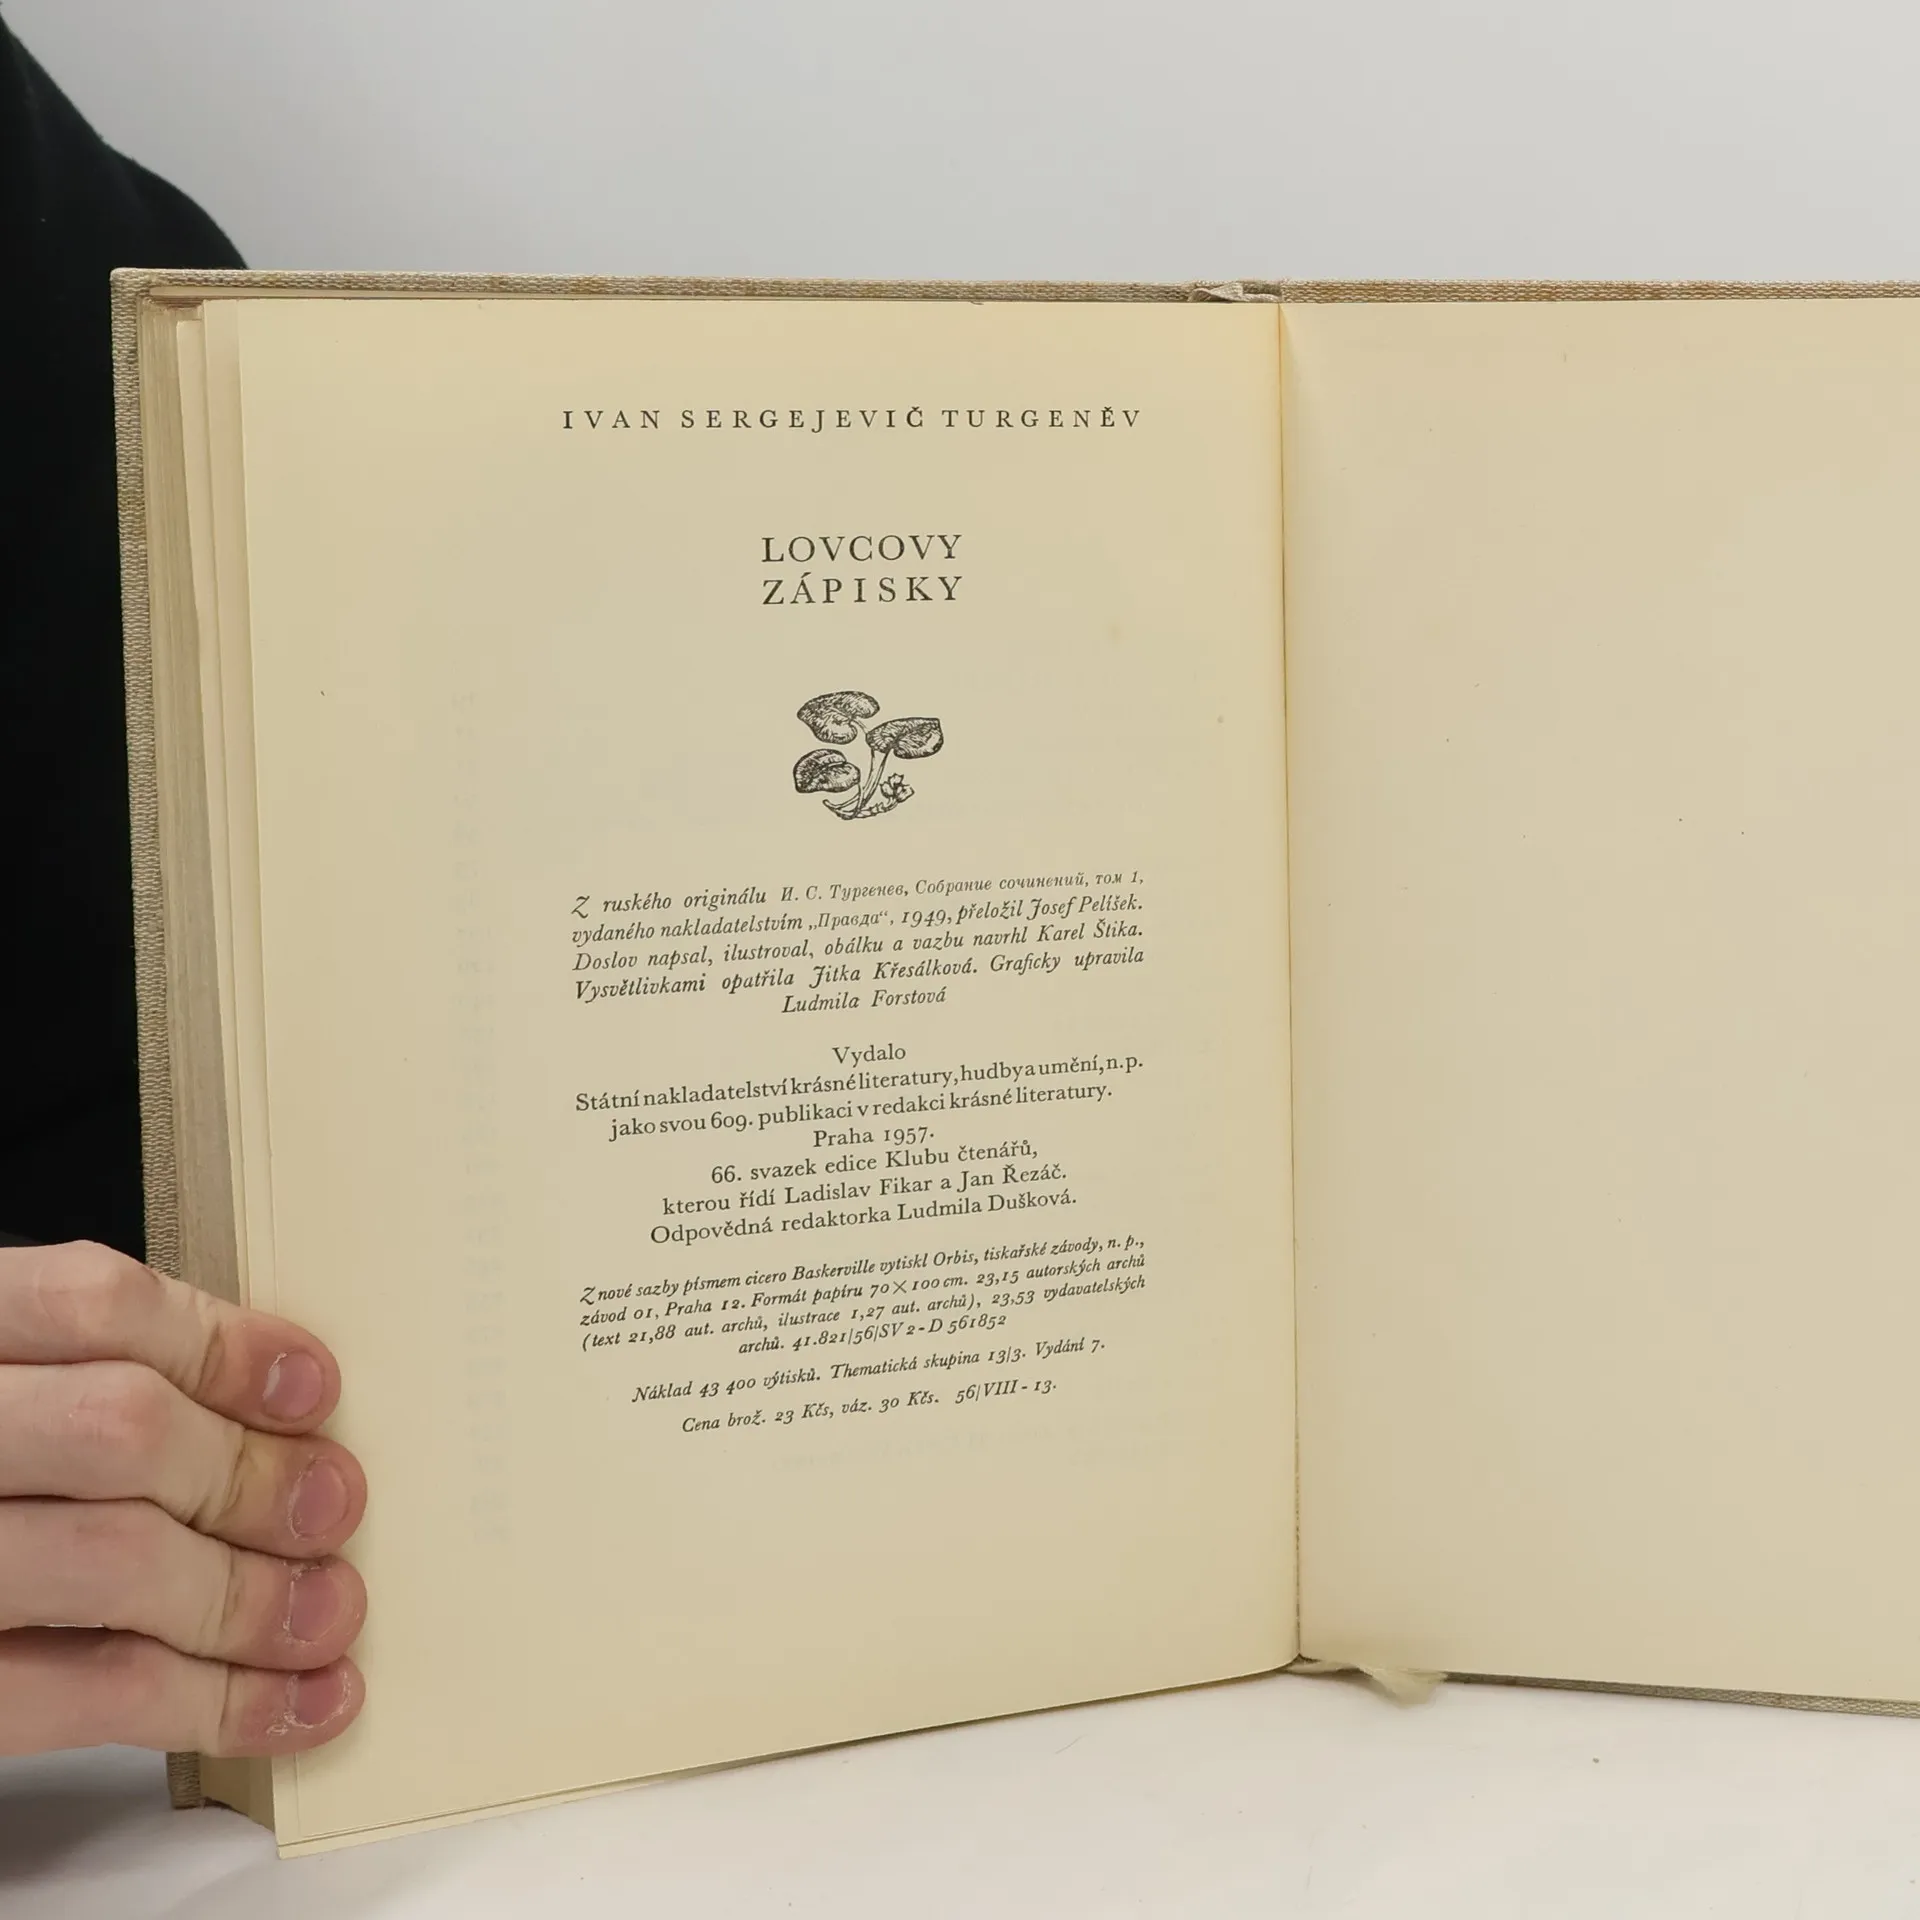 IVAN SERGEJEVIČ TURGENĚV
LOVCOVY
ZÁPISKY
Z ruského originálu И. С. Тургенев, Собрание сочинений, том 1,
vydaného nakladatelstvím „Правда“, 1949, přeložil Josef Pelíšek.
Doslov napsal, ilustroval, obálku a vazbu navrhl Karel Štika.
Vysvětlivkami opatřila Jitka Křesálková. Graficky upravila
Ludmila Forstová
Vydalo
Státní nakladatelství krásné literatury, hudby a umění, n. p.
jako svou 609. publikaci v redakci krásné literatury.
Praha 1957.
66. svazek edice Klubu čtenářů,
kterou řídí Ladislav Fikar a Jan Řezáč.
Odpovědná redaktorka Ludmila Dušková.
Z nové sazby písmem cicero Baskerville vytiskl Orbis, tiskařské závody, n. p.,
závod 01, Praha 12. Formát papíru 70×100 cm. 23,15 autorských archů
(text 21,88 aut. archů, ilustrace 1,27 aut. archů), 23,53 vydavatelských
archů. 41.821/56/SV 2-D 561852
Náklad 43 400 výtisků. Thematická skupina 13/3. Vydání 7.
Cena brož. 23 Kčs, váz. 30 Kčs. 56/VIII - 13.